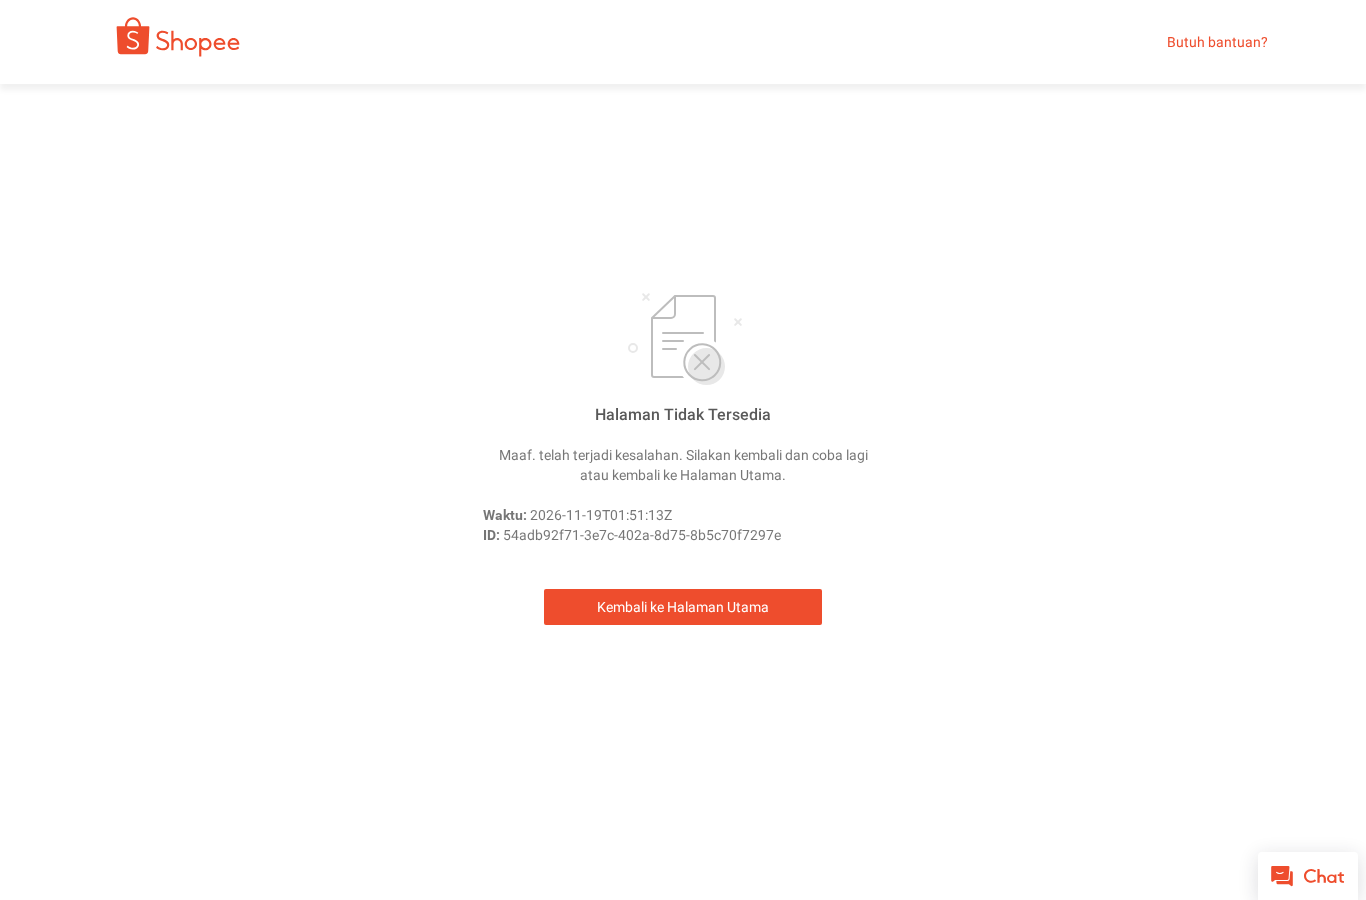 Shopee
Butuh bantuan?
Halaman Tidak Tersedia
Maaf. telah terjadi kesalahan. Silakan kembali dan coba lagi
atau kembali ke Halaman Utama.
Waktu: 2026-11-19T01:51:13Z
ID: 54adb92f71-3e7c-402a-8d75-8b5c70f7297e
Kembali ke Halaman Utama
Chat